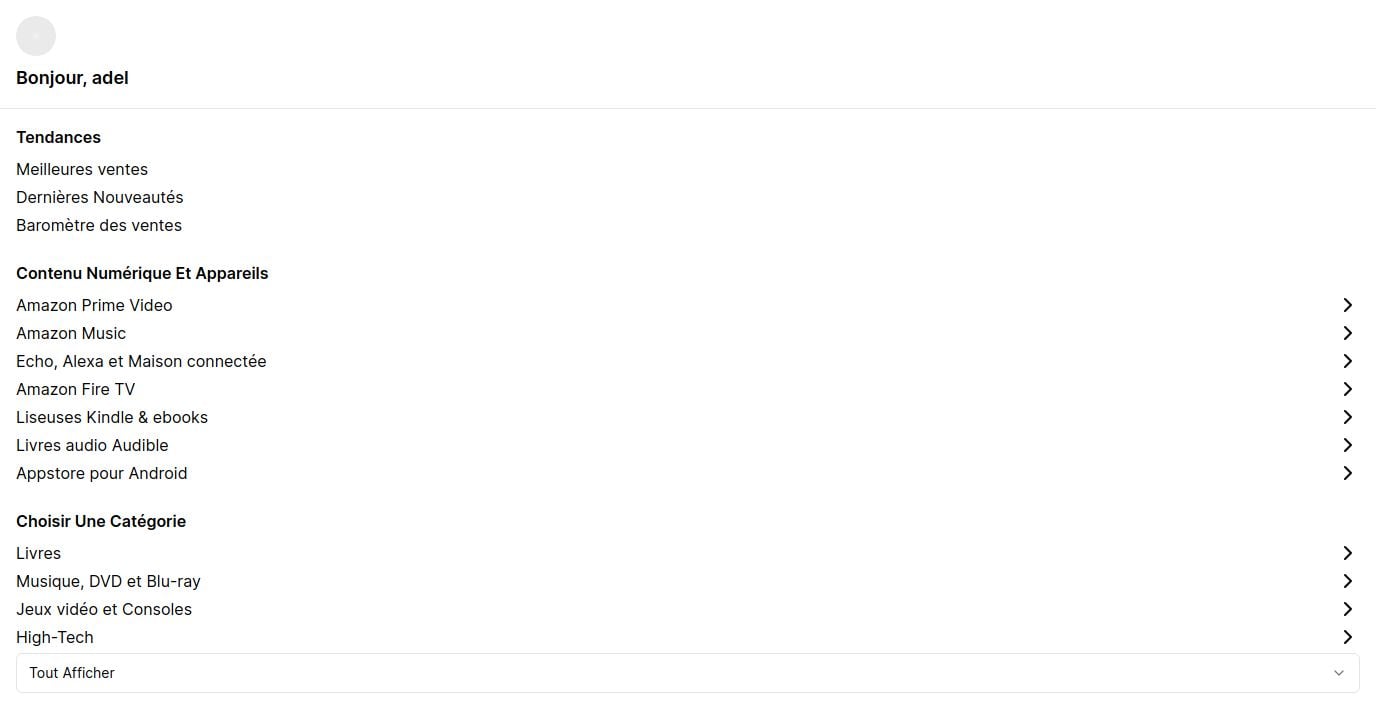 Bonjour, adel
Tendances
Meilleures ventes
Dernières Nouveautés
Baromètre des ventes
Contenu Numérique Et Appareils
Amazon Prime Video
Amazon Music
Echo, Alexa et Maison connectée
Amazon Fire TV
Liseuses Kindle & ebooks
Livres audio Audible
Appstore pour Android
Choisir Une Catégorie
Livres
Musique, DVD et Blu-ray
Jeux vidéo et Consoles
High-Tech
Tout Afficher